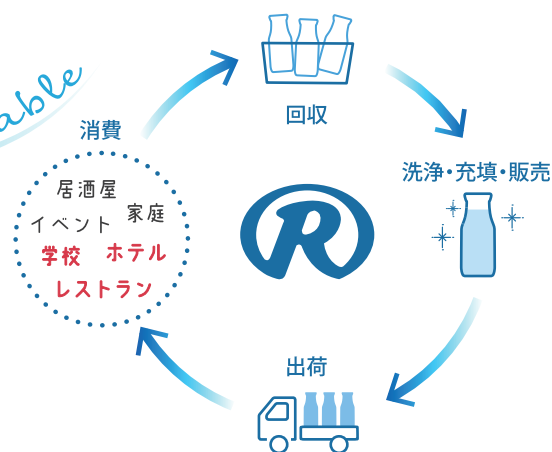 able
回収
消費
洗浄・充填・販売
居酒屋
家庭
イベント
学校 ホテル
レストラン
R
出荷